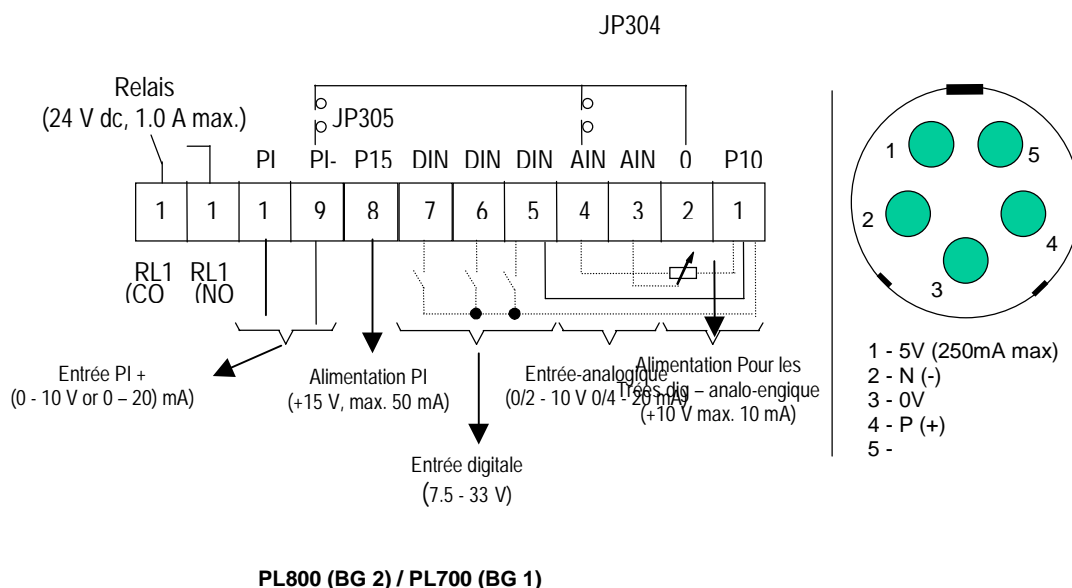 JP304
Relais
(24 V dc, 1.0 A max.)
JP305
PI PI- P15 DIN DIN DIN AIN AIN 0 P10
1 1 1 9 8 7 6 5 4 3 2 1
RL1 RL1
(CO (NO
Entrée PI +
(0 - 10 V or 0 – 20) mA)
Alimentation PI
(+15 V, max. 50 mA)
Entrée-analogique
(0/2 - 10 V 0/4 - 20 mA)
Alimentation Pour les
Trées dig – analo-engique
(+10 V max. 10 mA)
Entrée digitale
(7.5 - 33 V)
1
5
2
4
3
1 - 5V (250mA max)
2 - N (-)
3 - 0V
4 - P (+)
5 -
PL800 (BG 2) / PL700 (BG 1)